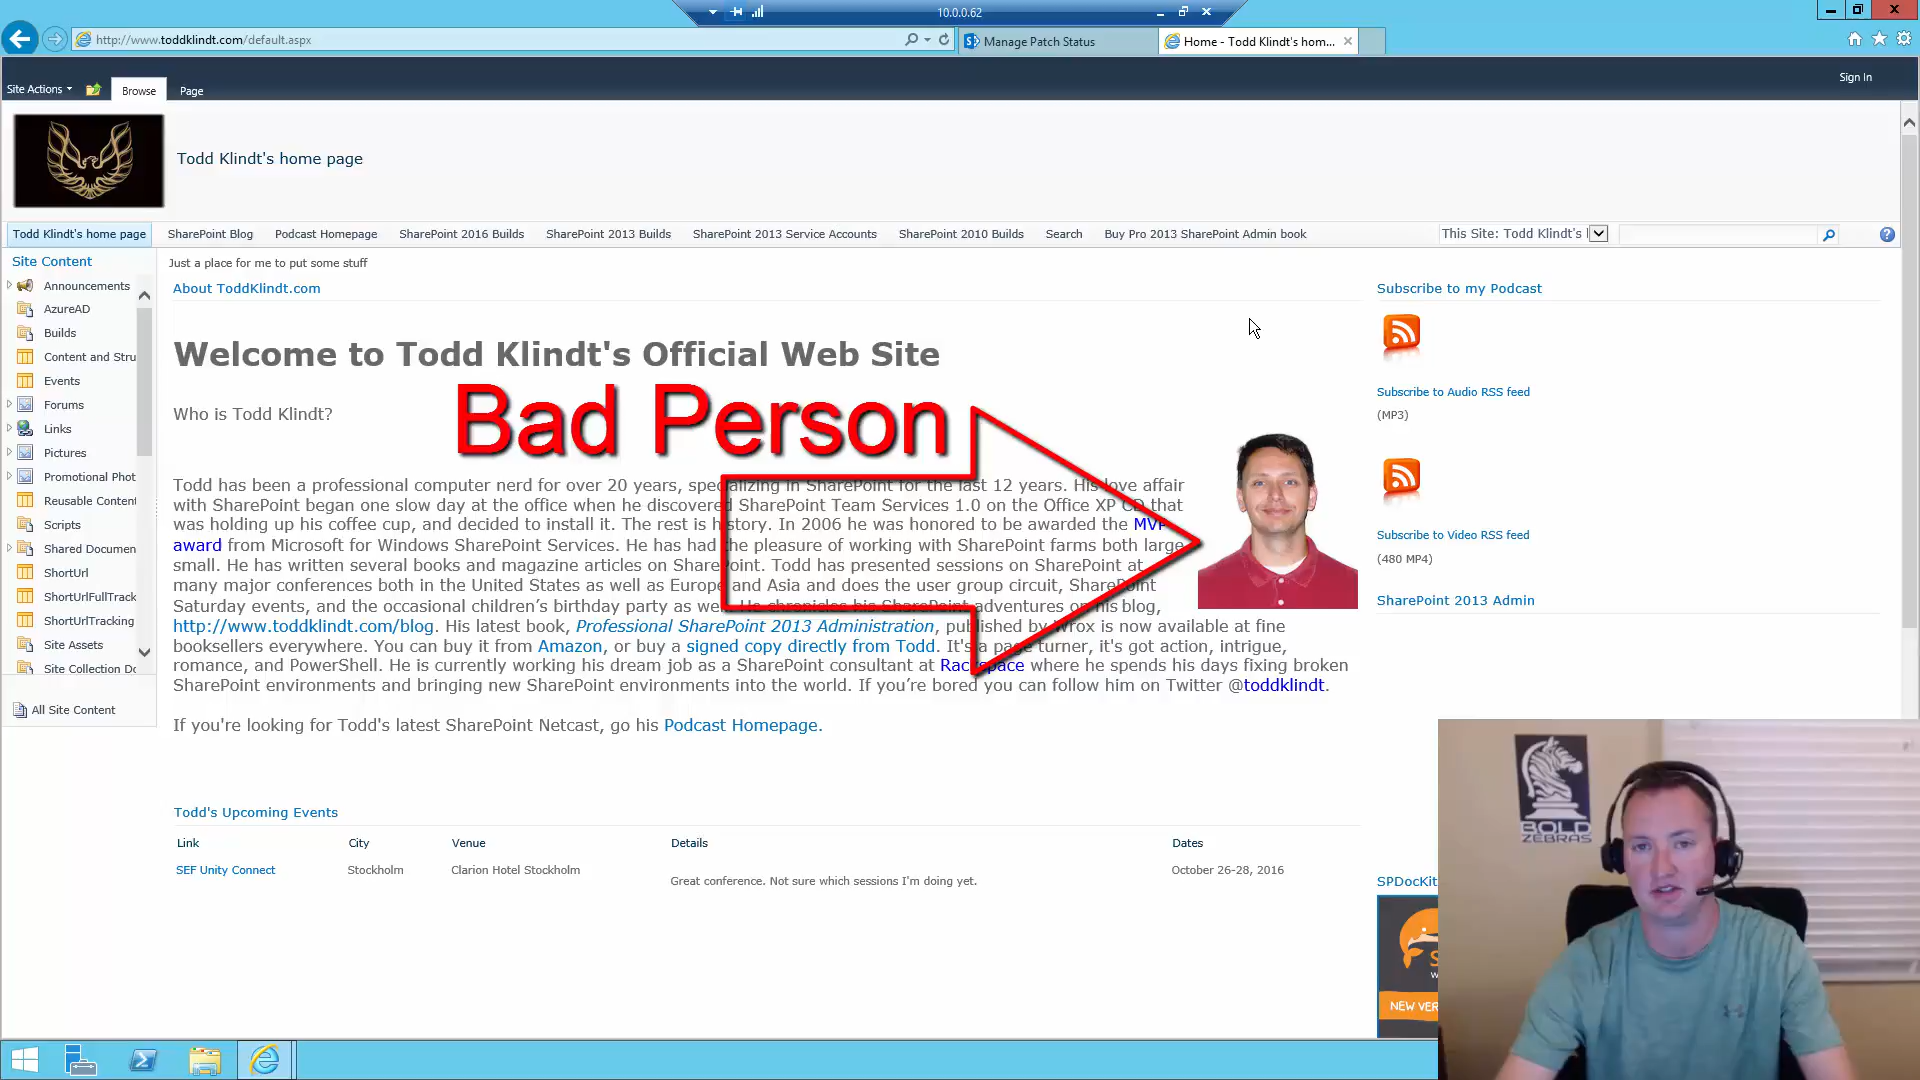 10.0.0.62
http://www.toddklindt.com/default.aspx
Manage Patch Status
Home - Todd Klindt's hom...
Site Actions
Browse
Page
Sign In
Todd Klindt's home page
Todd Klindt's home page
SharePoint Blog
Podcast Homepage
SharePoint 2016 Builds
SharePoint 2013 Builds
SharePoint 2013 Service Accounts
SharePoint 2010 Builds
Search
Buy Pro 2013 SharePoint Admin book
This Site: Todd Klindt's
Site Content
Announcements
AzureAD
Builds
Content and Stru
Events
Forums
Links
Pictures
Promotional Phot
Reusable Content
Scripts
Shared Documen
ShortUrl
ShortUrlFullTrack
ShortUrlTracking
Site Assets
Site Collection Do
All Site Content
Just a place for me to put some stuff
About ToddKlindt.com
Welcome to Todd Klindt's Official Web Site
Bad Person
Who is Todd Klindt?
Todd has been a professional computer nerd for over 20 years, specializing in SharePoint for the last 12 years. His love affair
with SharePoint began one slow day at the office when he discovered SharePoint Team Services 1.0 on the Office XP CD that
was holding up his coffee cup, and decided to install it. The rest is history. In 2006 he was honored to be awarded the MVP
award from Microsoft for Windows SharePoint Services. He has had the pleasure of working with SharePoint farms both large
small. He has written several books and magazine articles on SharePoint. Todd has presented sessions on SharePoint at
many major conferences both in the United States as well as Europe and Asia and does the user group circuit, SharePoint
Saturday events, and the occasional children’s birthday party as well. He chronicles his SharePoint adventures on his blog,
http://www.toddklindt.com/blog. His latest book, Professional SharePoint 2013 Administration, published by Wrox is now available at fine
booksellers everywhere. You can buy it from Amazon, or buy a signed copy directly from Todd. It's a page turner, it's got action, intrigue,
romance, and PowerShell. He is currently working his dream job as a SharePoint consultant at Rackspace where he spends his days fixing broken
SharePoint environments and bringing new SharePoint environments into the world. If you’re bored you can follow him on Twitter @toddklindt.
If you're looking for Todd's latest SharePoint Netcast, go his Podcast Homepage.
Todd's Upcoming Events
Link City Venue Details Dates
SEF Unity Connect Stockholm Clarion Hotel Stockholm Great conference. Not sure which sessions I'm doing yet. October 26-28, 2016
Subscribe to my Podcast
Subscribe to Audio RSS feed
(MP3)
Subscribe to Video RSS feed
(480 MP4)
SharePoint 2013 Admin
SPDocKit
NEW VER
BOLD
ZEBRAS